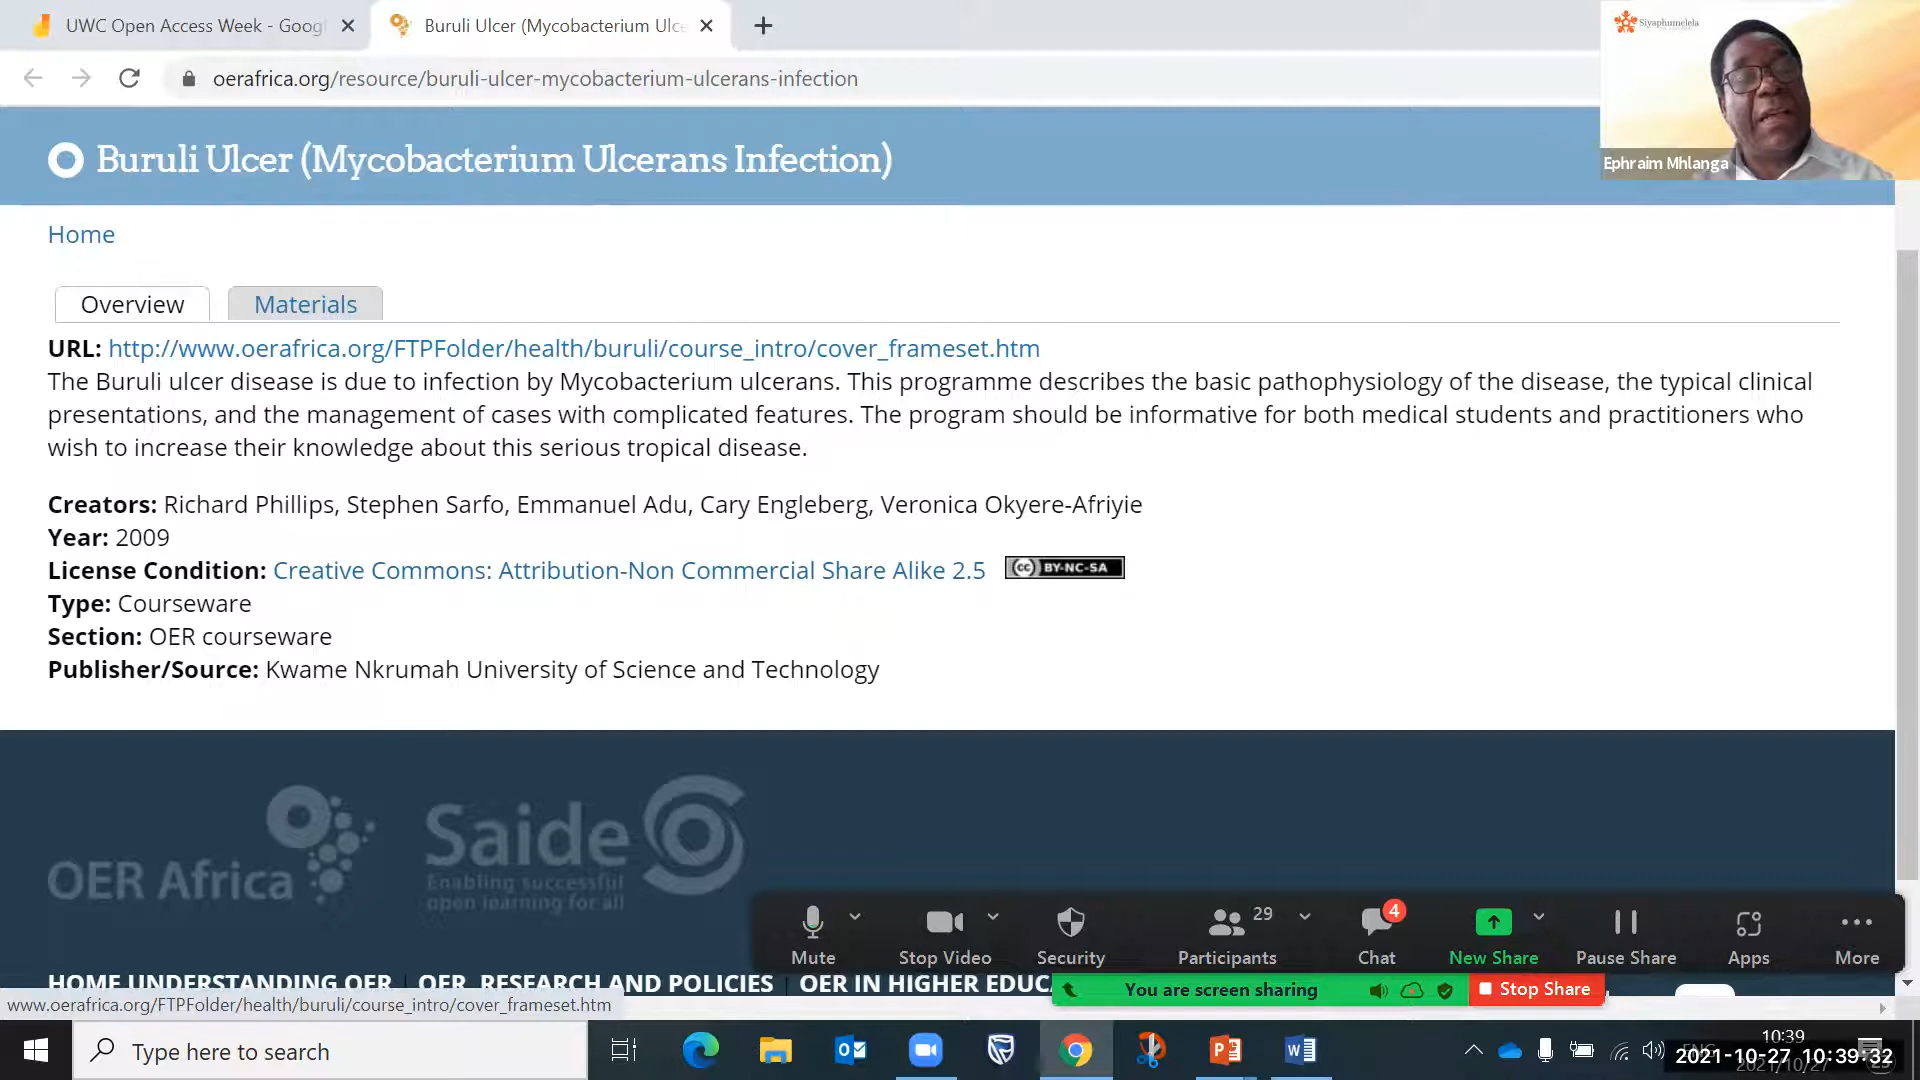 UWC Open Access Week - Goog
Buruli Ulcer (Mycobacterium Ulce
oerafrica.org/resource/buruli-ulcer-mycobacterium-ulcerans-infection
Siyaphumelela
Ephraim Mhlanga
Buruli Ulcer (Mycobacterium Ulcerans Infection)
Home
Overview Materials
URL: http://www.oerafrica.org/FTPFolder/health/buruli/course_intro/cover_frameset.htm
The Buruli ulcer disease is due to infection by Mycobacterium ulcerans. This programme describes the basic pathophysiology of the disease, the typical clinical
presentations, and the management of cases with complicated features. The program should be informative for both medical students and practitioners who
wish to increase their knowledge about this serious tropical disease.
Creators: Richard Phillips, Stephen Sarfo, Emmanuel Adu, Cary Engleberg, Veronica Okyere-Afriyie
Year: 2009
License Condition: Creative Commons: Attribution-Non Commercial Share Alike 2.5 cc BY-NC-SA
Type: Courseware
Section: OER courseware
Publisher/Source: Kwame Nkrumah University of Science and Technology
OER Africa
Saide
Enabling successful
open learning for all
29
4
Mute Stop Video Security Participants Chat New Share Pause Share Apps More
HOME UNDERSTANDING OER OER RESEARCH AND POLICIES OER IN HIGHER EDUCA
You are screen sharing Stop Share
www.oerafrica.org/FTPFolder/health/buruli/course_intro/cover_frameset.htm
Type here to search
10:39
2021-10-27 10:39:32
2021/10/27